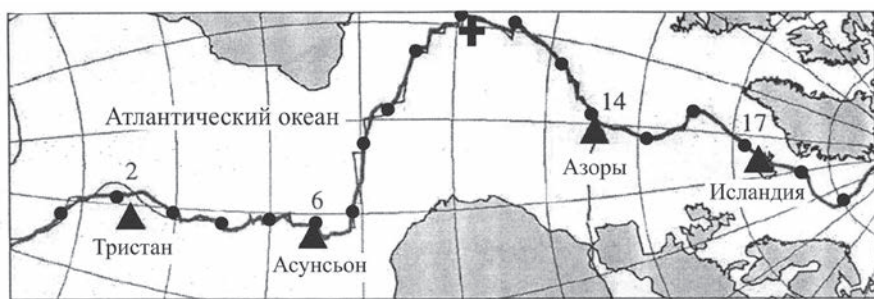 Атлантический океан
14
17
2
6
Азоры
Исландия
Тристан
Асунсьон